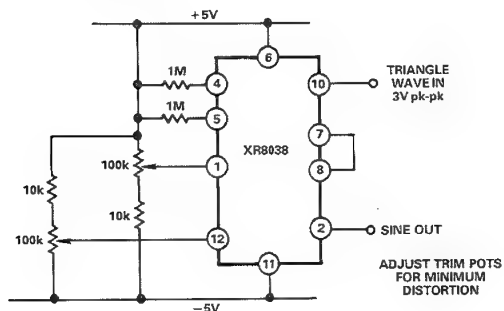 +5V
6
1M
4
10
TRIANGLE
WAVE IN
3V pk-pk
1M
5
7
XR8038
100k
1
8
10k
10k
100k
12
2
SINE OUT
11
ADJUST TRIM POTS
FOR MINIMUM
DISTORTION
−5V